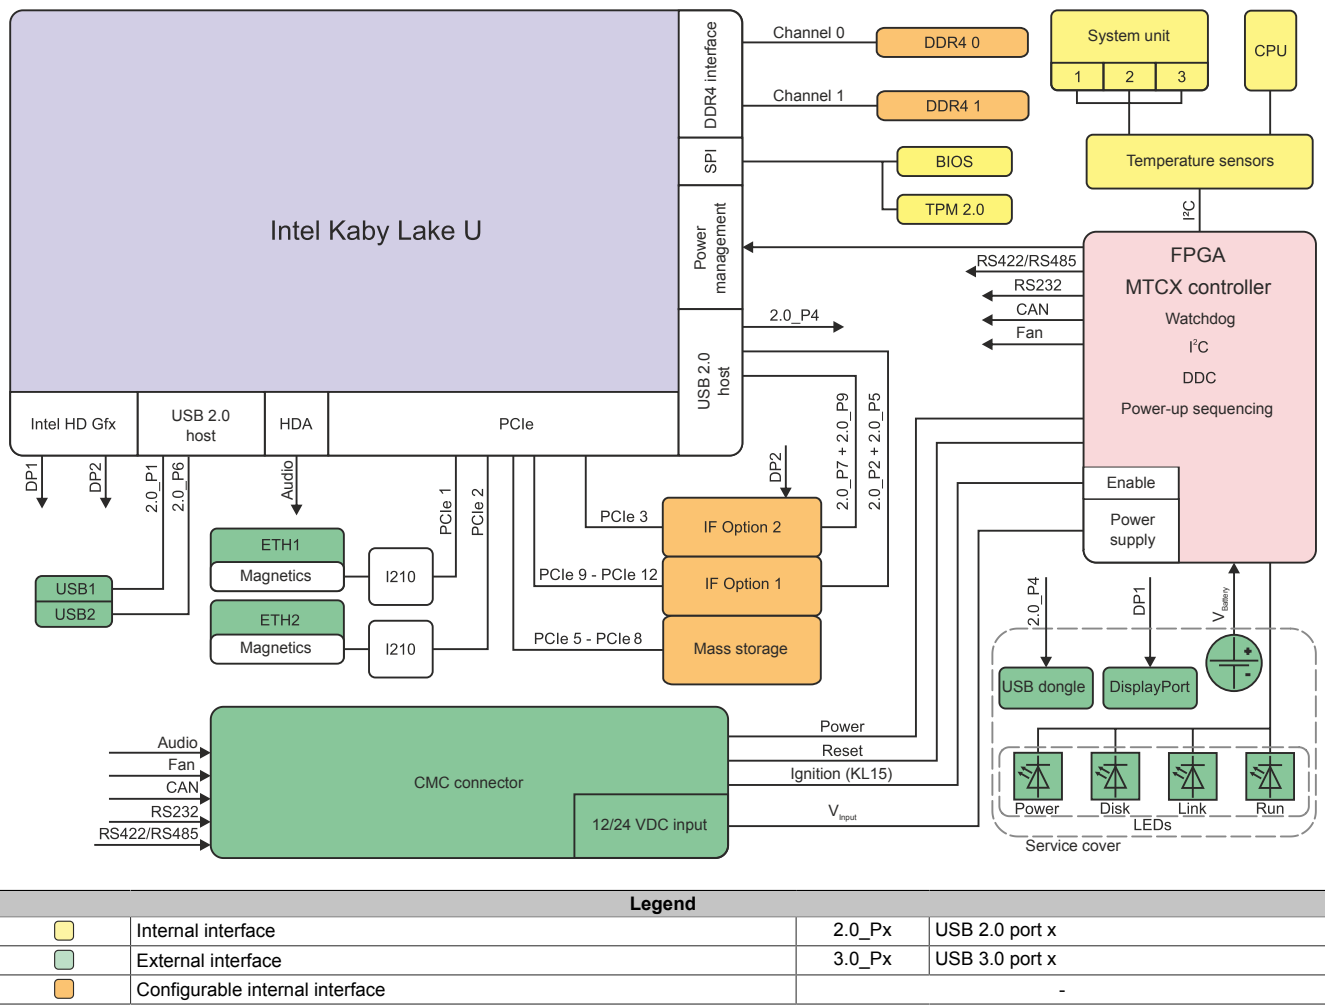 Intel Kaby Lake U
DDR4 interface
SPI
Power
management
USB 2.0
host
Intel HD Gfx
USB 2.0
host
HDA
PCIe
Channel 0
DDR4 0
Channel 1
DDR4 1
BIOS
TPM 2.0
System unit
1
2
3
CPU
Temperature sensors
I²C
FPGA
MTCX controller
Watchdog
I²C
DDC
Power-up sequencing
Enable
Power
supply
RS422/RS485
RS232
CAN
Fan
2.0_P4
2.0_P7 + 2.0_P9
2.0_P2 + 2.0_P5
DP1
DP2
2.0_P1
2.0_P6
Audio
PCIe 1
PCIe 2
DP2
PCIe 3
IF Option 2
PCIe 9 - PCIe 12
IF Option 1
PCIe 5 - PCIe 8
Mass storage
ETH1
Magnetics
I210
ETH2
Magnetics
I210
USB1
USB2
2.0_P4
DP1
VBattery
USB dongle
DisplayPort
+
-
Power
Disk
Link
Run
LEDs
Service cover
Audio
Fan
CAN
RS232
RS422/RS485
CMC connector
12/24 VDC input
Power
Reset
Ignition (KL15)
VInput
Legend
Internal interface 2.0_Px USB 2.0 port x
External interface 3.0_Px USB 3.0 port x
Configurable internal interface -